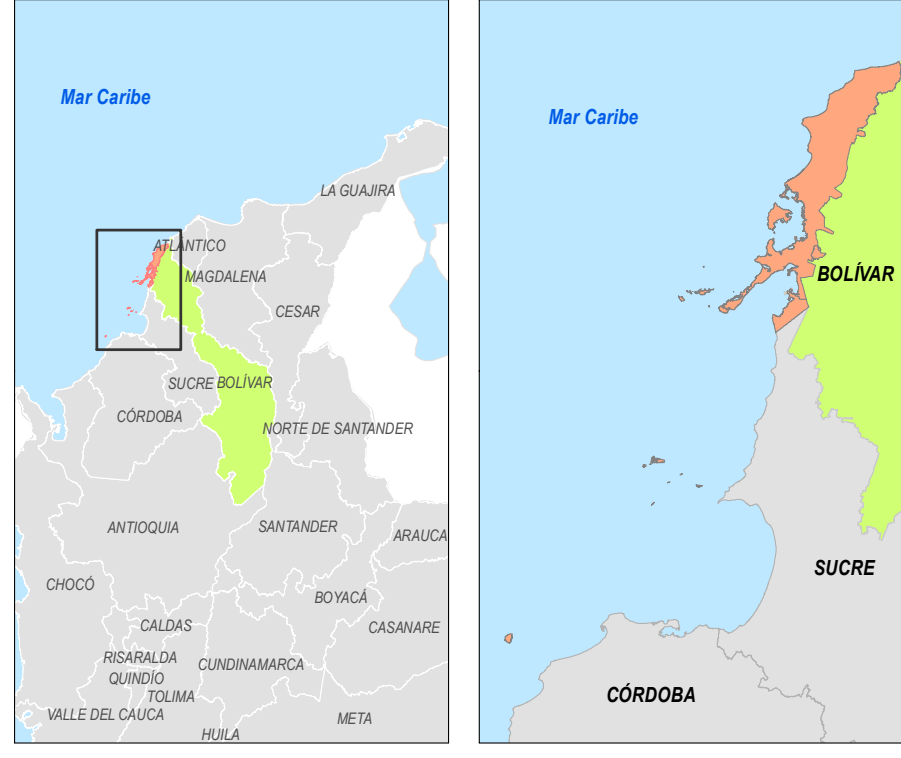 Mar Caribe
LA GUAJIRA
ATLÁNTICO
MAGDALENA
CESAR
SUCRE
BOLÍVAR
CÓRDOBA
NORTE DE SANTANDER
ANTIOQUIA
SANTANDER
ARAUCA
CHOCÓ
BOYACÁ
CALDAS
CASANARE
RISARALDA
CUNDINAMARCA
QUINDÍO
TOLIMA
VALLE DEL CAUCA
META
HUILA
Mar Caribe
BOLÍVAR
SUCRE
CÓRDOBA